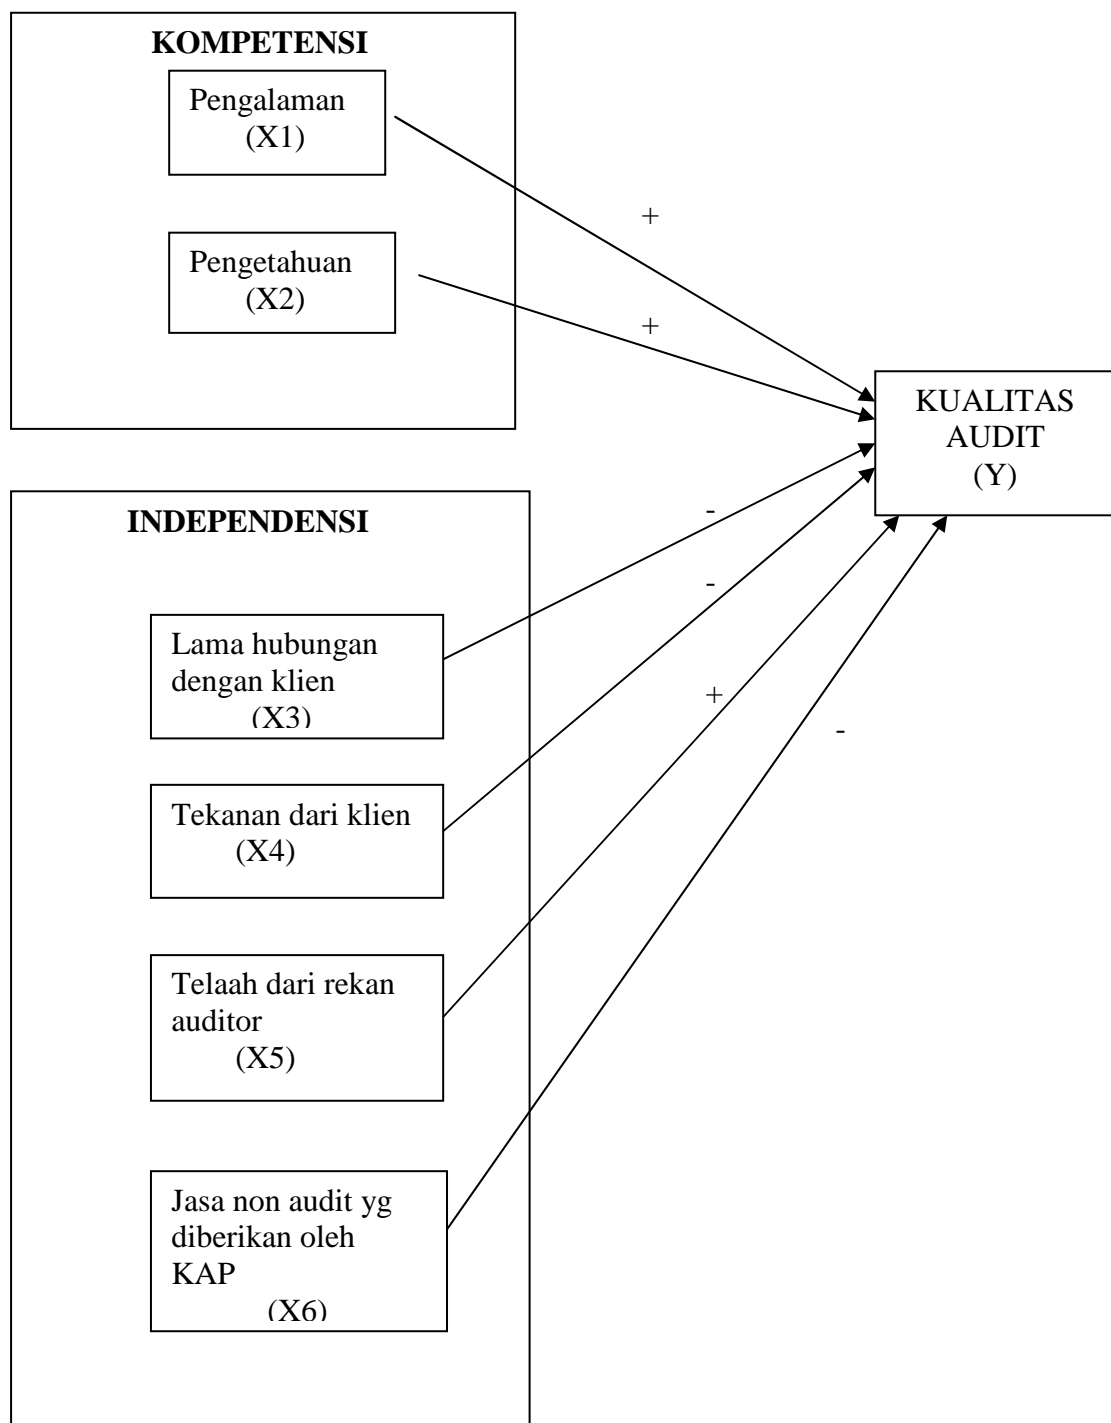 KOMPETENSI
Pengalaman
(X1)
Pengetahuan
(X2)
+
+
KUALITAS
AUDIT
(Y)
INDEPENDENSI
Lama hubungan
dengan klien
(X3)
Tekanan dari klien
(X4)
Telaah dari rekan
auditor
(X5)
Jasa non audit yg
diberikan oleh
KAP
(X6)
-
-
+
-